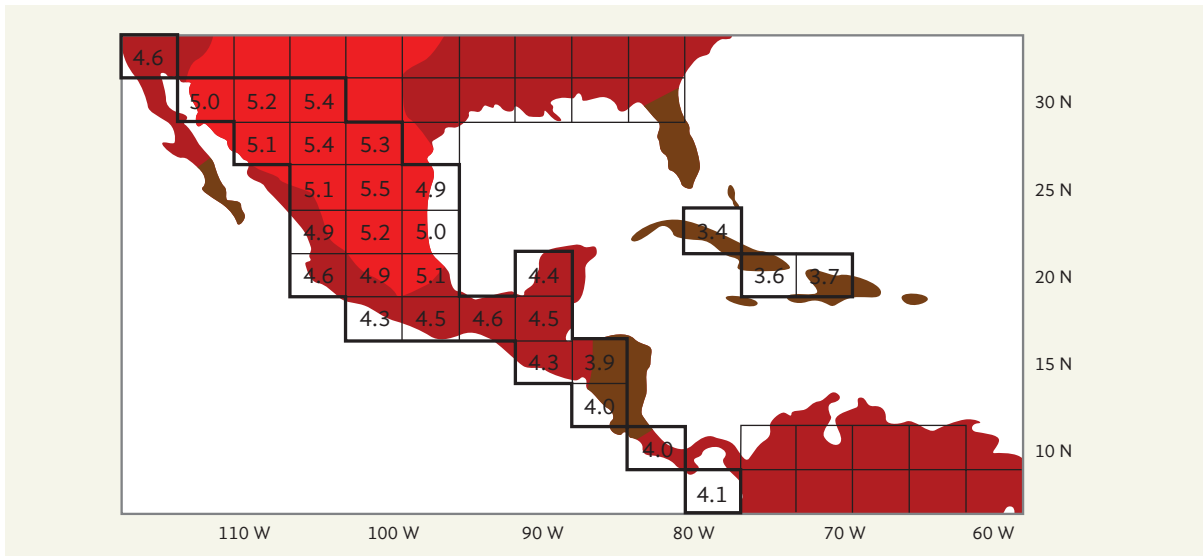 4.6
5.0 5.2 5.4 30 N
5.1 5.4 5.3
5.1 5.5 4.9 25 N
4.9 5.2 5.0 3.4
4.6 4.9 5.1 4.4 3.6 3.7 20 N
4.3 4.5 4.6 4.5
4.3 3.9 15 N
4.0
4.0 10 N
4.1
110 W 100 W 90 W 80 W 70 W 60 W